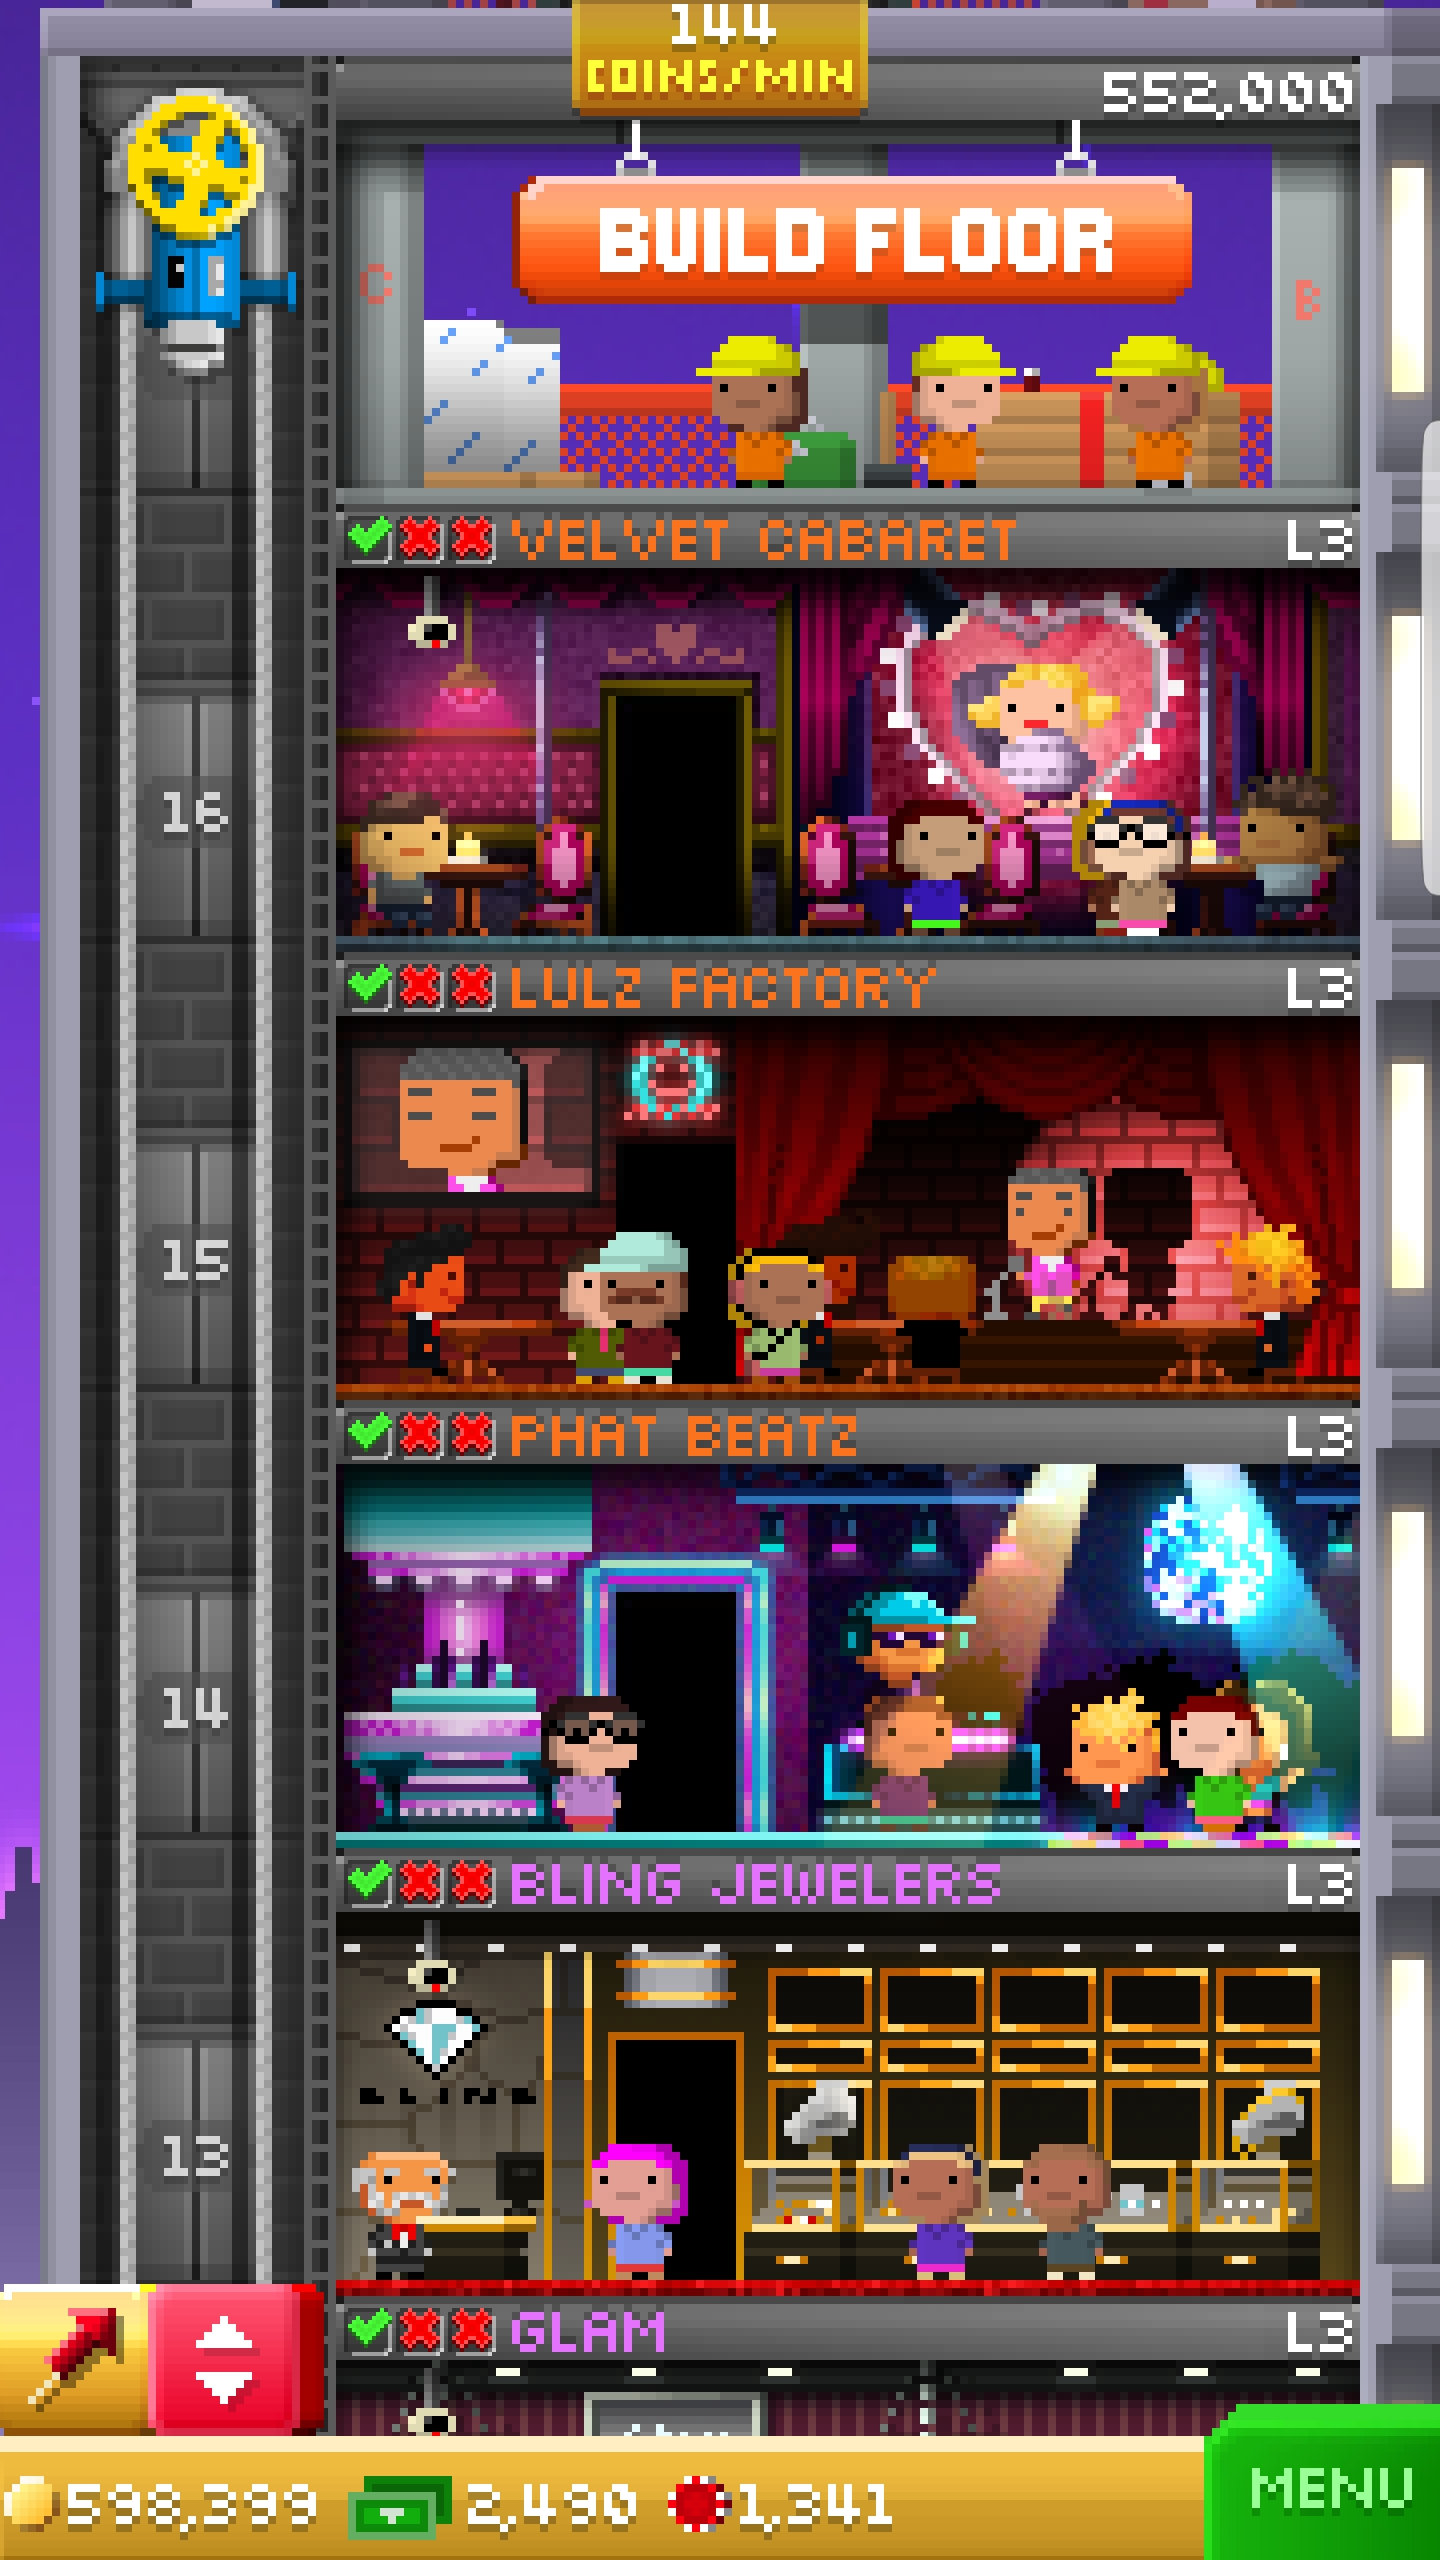 144
COINS/MIN
552,000
BUILD FLOOR
C
B
VELVET CABARET L3
16
LULZ FACTORY L3
15
PHAT BEATZ L3
14
BLING JEWELERS L3
BLING
13
GLAM L3
598,399 2,490 1,341
MENU